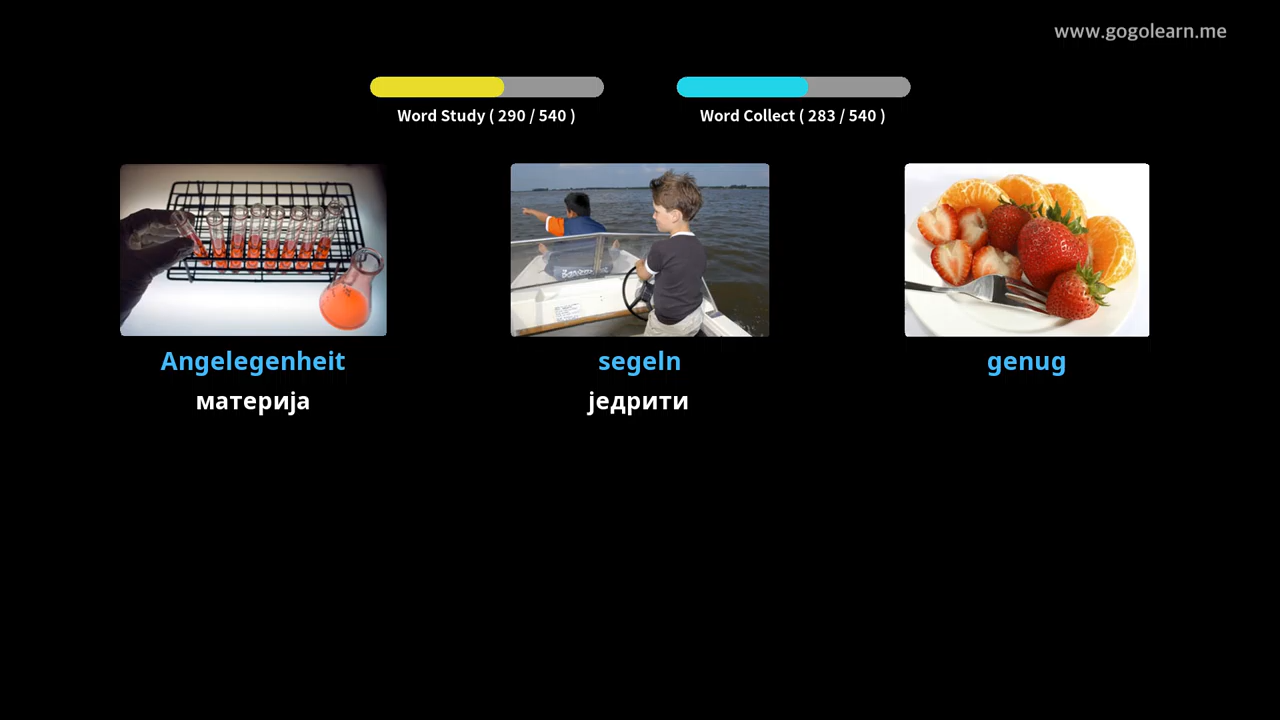 www.gogolearn.me
Word Study ( 290 / 540 )
Word Collect ( 283 / 540 )
Angelegenheit
segeln
genug
материја
једрити